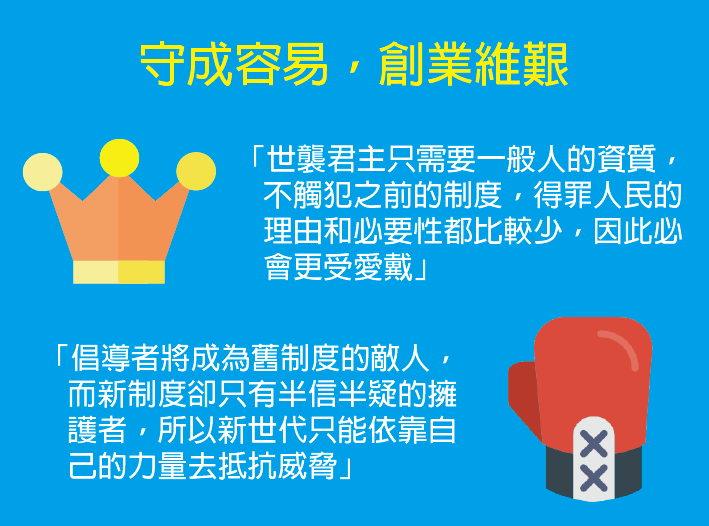 守成容易，創業維艱
「世襲君主只需要一般人的資質，
不觸犯之前的制度，得罪人民的
理由和必要性都比較少，因此必
會更受愛戴」
「倡導者將成為舊制度的敵人，
而新制度卻只有半信半疑的擁
護者，所以新世代只能依靠自
己的力量去抵抗威脅」